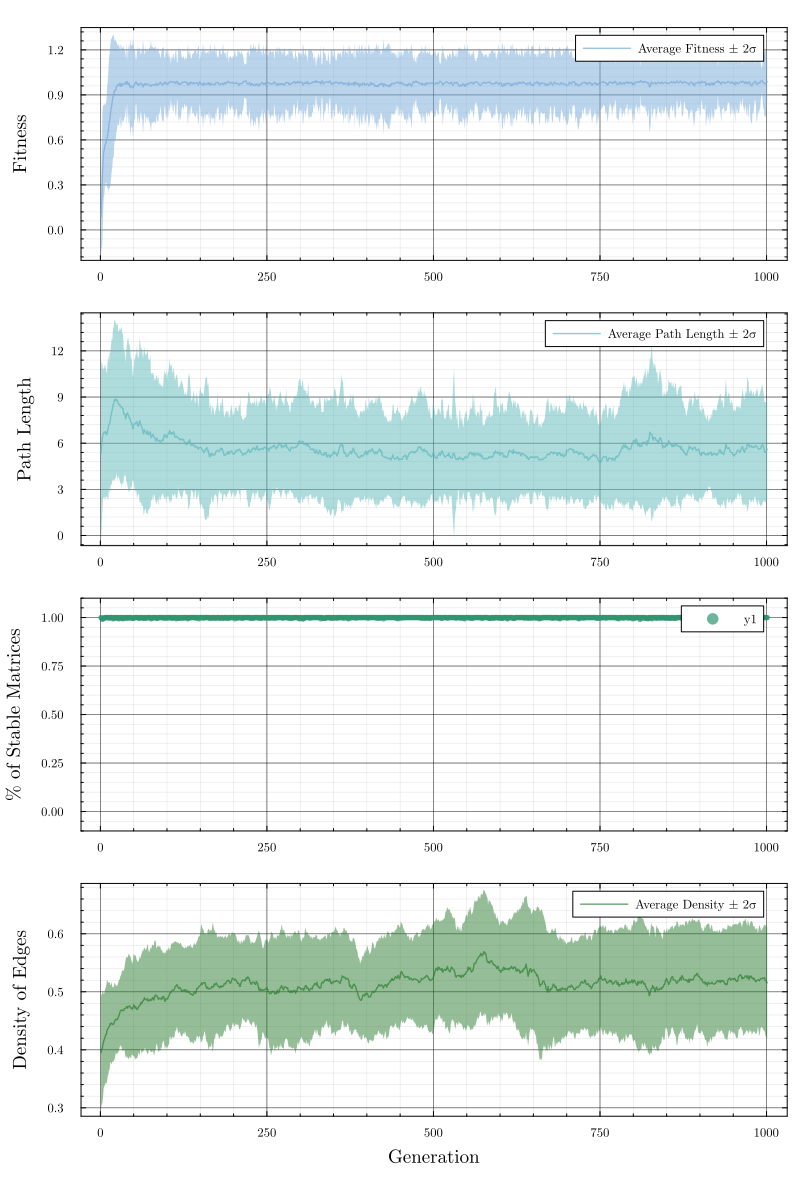 Fitness
1.2
0.9
0.6
0.3
0.0
Average Fitness ± 2σ
0 250 500 750 1000
Path Length
12
9
6
3
0
Average Path Length ± 2σ
0 250 500 750 1000
% of Stable Matrices
1.00
0.75
0.50
0.25
0.00
y1
0 250 500 750 1000
Density of Edges
0.6
0.5
0.4
0.3
Average Density ± 2σ
0 250 500 750 1000
Generation